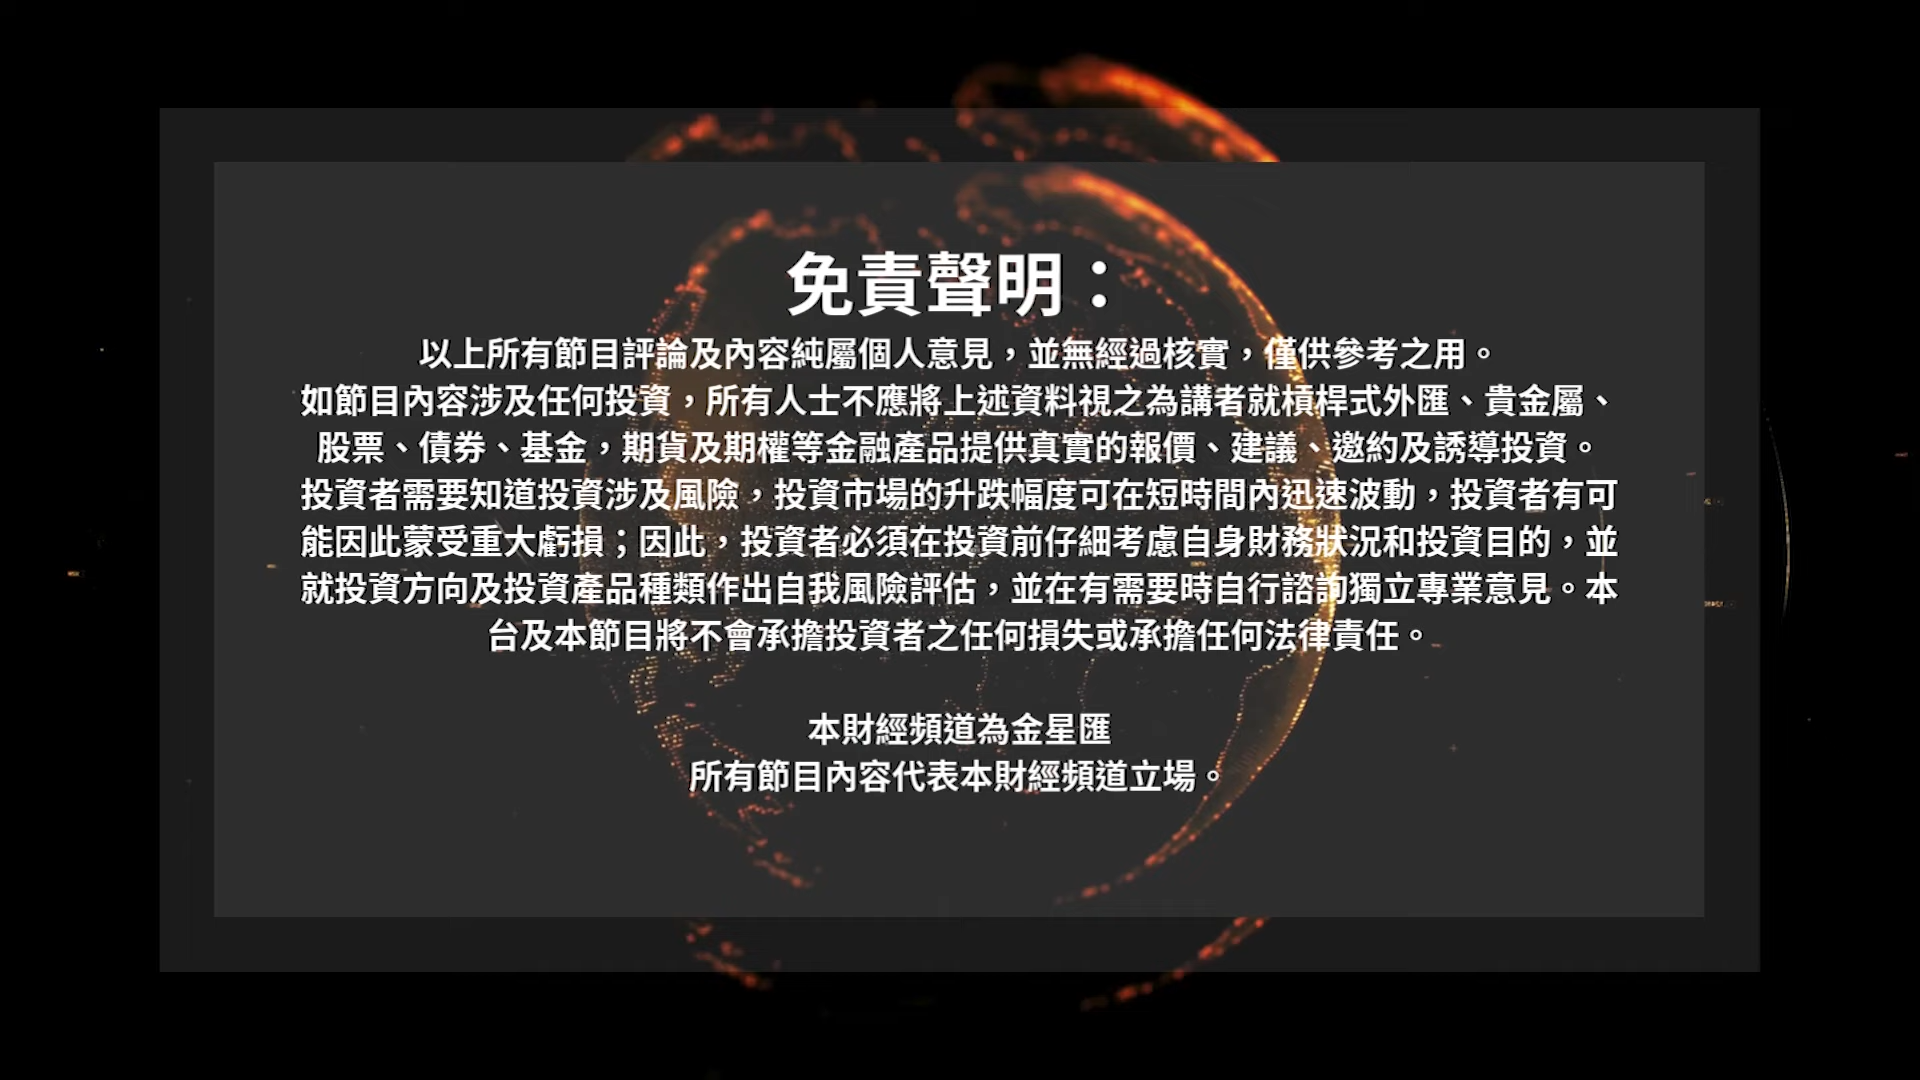 免責聲明：
以上所有節目評論及內容純屬個人意見，並無經過核實，僅供參考之用。
如節目內容涉及任何投資，所有人士不應將上述資料視之為講者就槓桿式外匯、貴金屬、
股票、債券、基金，期貨及期權等金融產品提供真實的報價、建議、邀約及誘導投資。
投資者需要知道投資涉及風險，投資市場的升跌幅度可在短時間內迅速波動，投資者有可
能因此蒙受重大虧損；因此，投資者必須在投資前仔細考慮自身財務狀況和投資目的，並
就投資方向及投資產品種類作出自我風險評估，並在有需要時自行諮詢獨立專業意見。本
台及本節目將不會承擔投資者之任何損失或承擔任何法律責任。
本財經頻道為金星匯
所有節目內容代表本財經頻道立場。